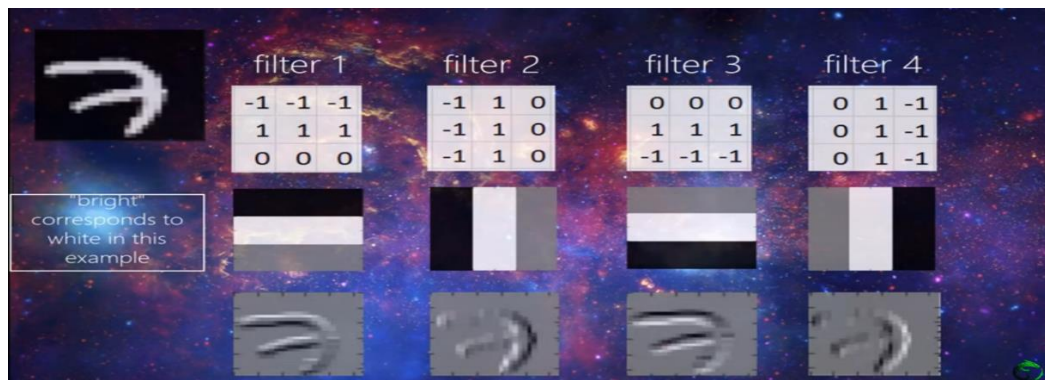 filter 1 filter 2 filter 3 filter 4
-1 -1 -1 -1 1 0 0 0 0 0 1 -1
1 1 1 -1 1 0 1 1 1 0 1 -1
0 0 0 -1 1 0 -1 -1 -1 0 1 -1
"bright"
corresponds to
white in this
example